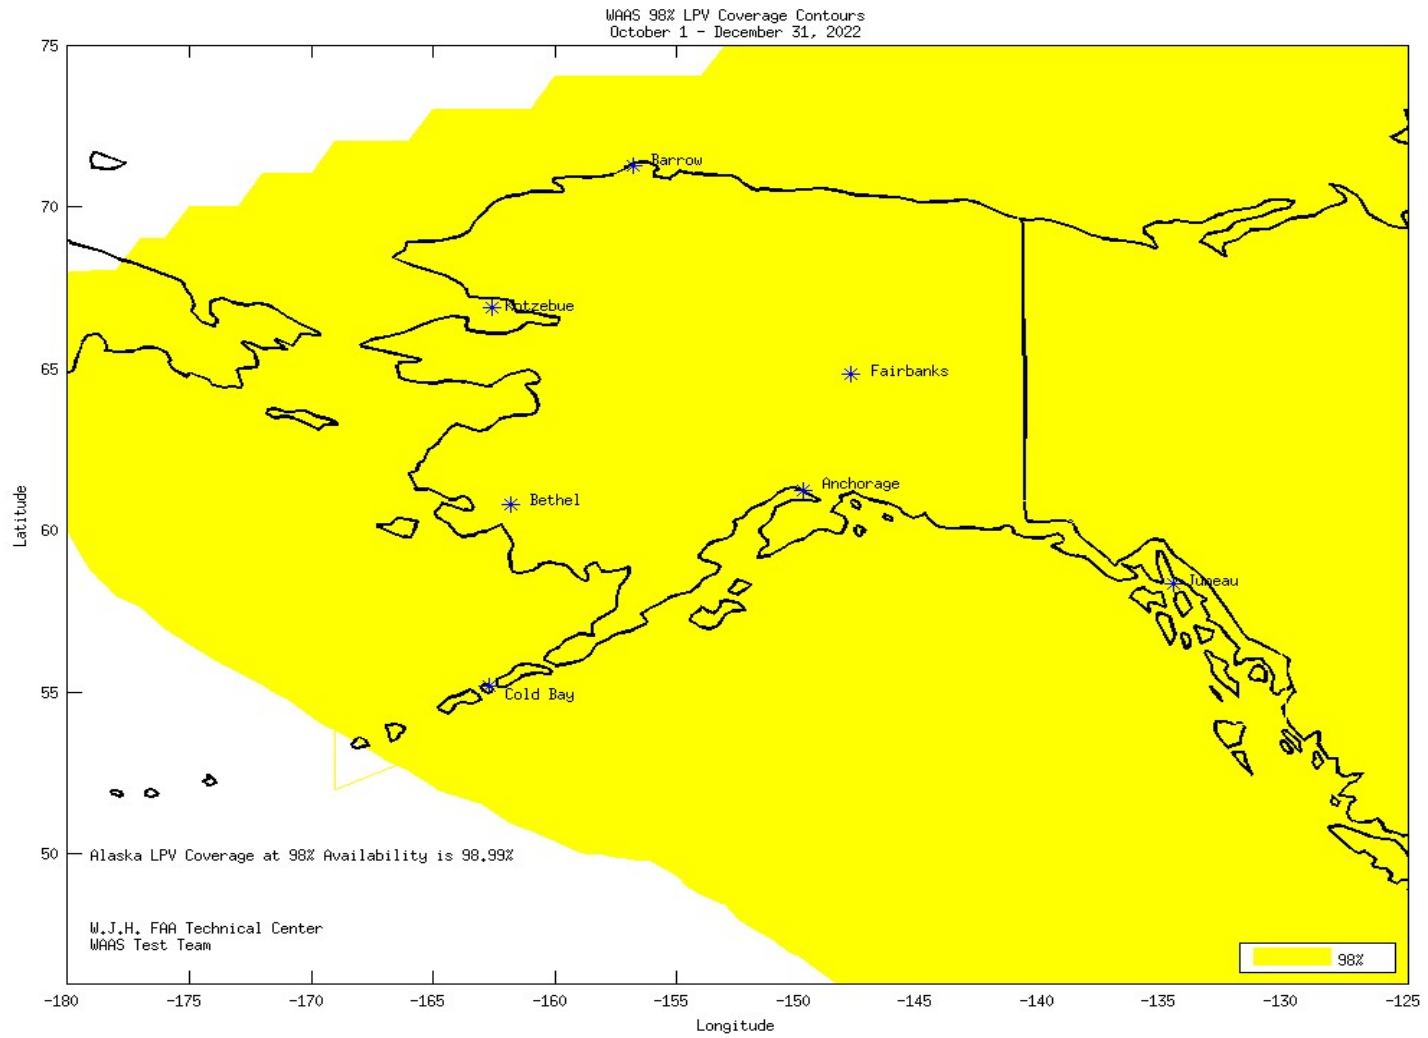 WAAS 98% LPV Coverage Contours
October 1 - December 31, 2022
75
70
65
60
55
50
Latitude
Barrow
Kotzebue
Fairbanks
Anchorage
Bethel
Juneau
Cold Bay
Alaska LPV Coverage at 98% Availability is 98.99%
W.J.H. FAA Technical Center
WAAS Test Team
98%
-180 -175 -170 -165 -160 -155 -150 -145 -140 -135 -130 -125
Longitude